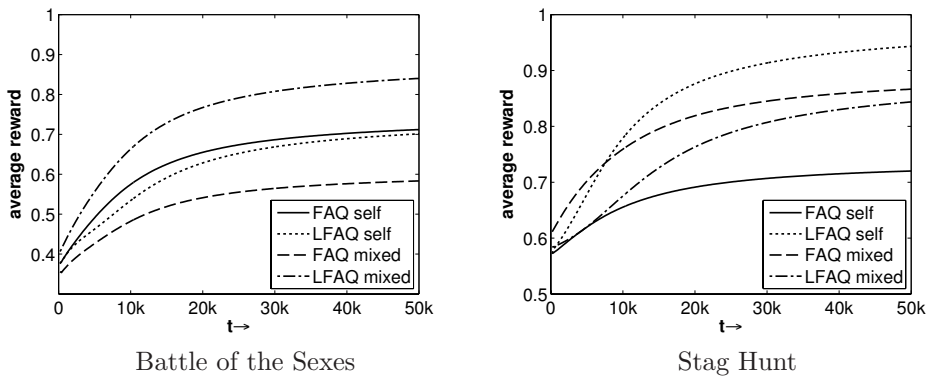 1
0.9
0.8
0.7
0.6
0.5
0.4
average reward
0
10k
20k
30k
40k
50k
t→
FAQ self
LFAQ self
FAQ mixed
LFAQ mixed
Battle of the Sexes
1
0.9
0.8
0.7
0.6
0.5
average reward
0
10k
20k
30k
40k
50k
t→
FAQ self
LFAQ self
FAQ mixed
LFAQ mixed
Stag Hunt